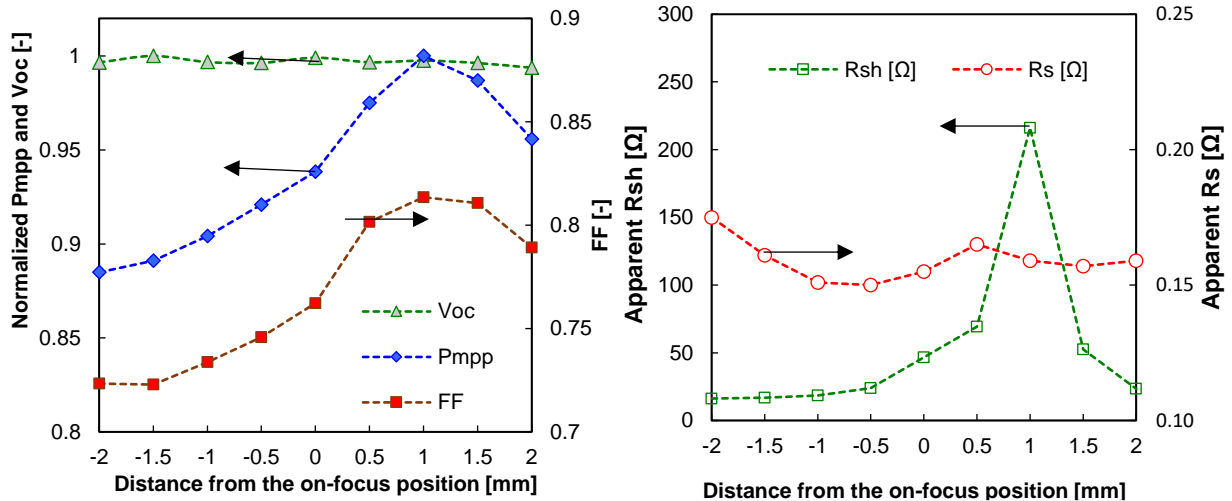 Normalized Pmpp and Voc [-]
1
0.95
0.9
0.85
0.8
0.9
0.85
0.8
0.75
0.7
FF [-]
Voc
Pmpp
FF
-2 -1.5 -1 -0.5 0 0.5 1 1.5 2
Distance from the on-focus position [mm]
Apparent Rsh [Ω]
300
250
200
150
100
50
0
0.25
0.20
0.15
0.10
Apparent Rs [Ω]
Rsh [Ω] Rs [Ω]
-2 -1.5 -1 -0.5 0 0.5 1 1.5 2
Distance from the on-focus position [mm]